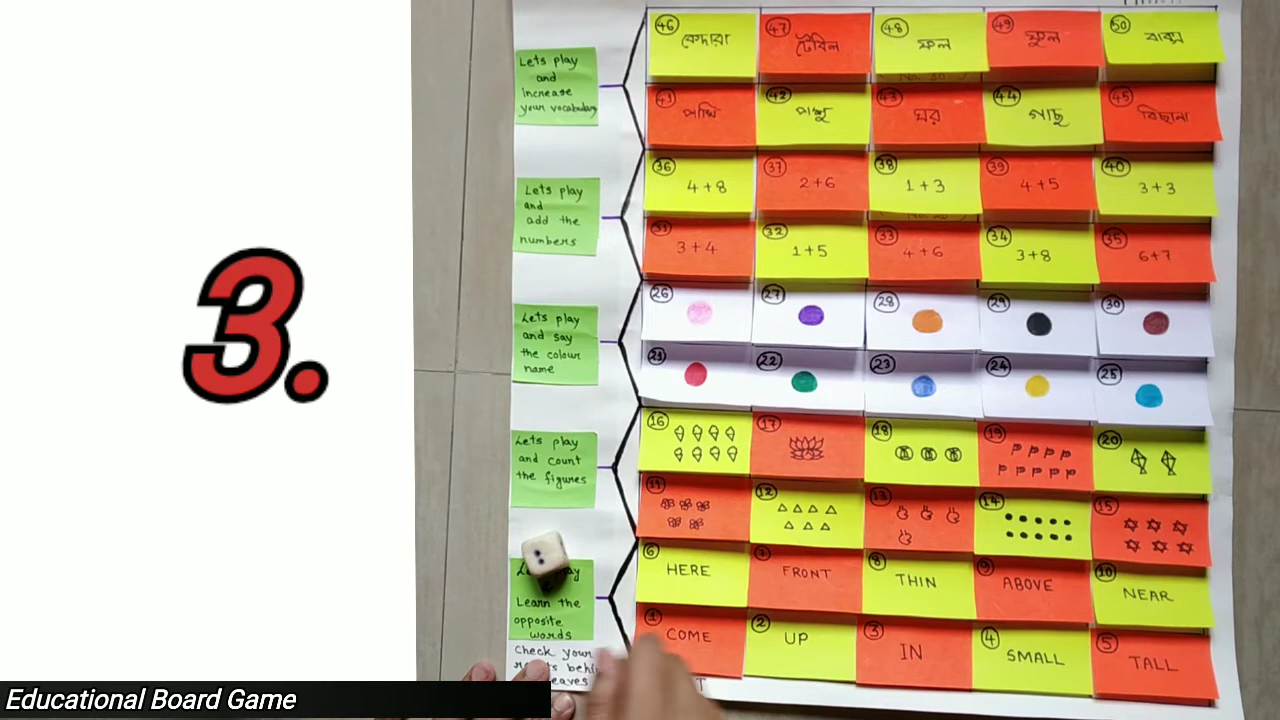 3.
Lets play
and
increase
your vocabulary
46 কেদারা
47 টেবিল
48 ফল
49 ফুল
50 বাক্স
41 পাখি
42
43 ঘর
44 গাছ
45 বিছানা
Lets play
and
add the
numbers
36 4+8
37 2+6
38 1+3
39 4+5
40 3+3
31 3+4
32 1+5
33 4+6
34 3+8
35 6+7
Lets play
and say
the colour
name
26
27
28
29
30
21
22
23
24
25
Lets play
and count
the figures
16
17
18
19
20
11
12
13
14
15
Learn the
opposite
words
6 HERE
7 FRONT
8 THIN
9 ABOVE
10 NEAR
1 COME
2 UP
3 IN
4 SMALL
5 TALL
Check your
Educational Board Game